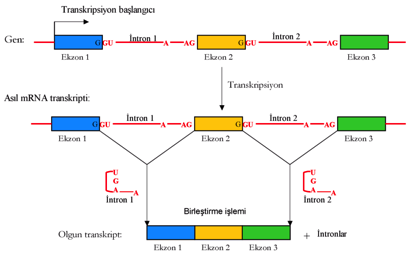 Transkripsiyon başlangıcı
Gen: G GU İntron 1 A AG G GU İntron 2 A AG
Ekzon 1 Ekzon 2 Ekzon 3
Transkripsiyon
Asıl mRNA transkripti:
G GU İntron 1 A AG G GU İntron 2 A AG
Ekzon 1 Ekzon 2 Ekzon 3
U U
G G
A A A A
İntron 1 İntron 2
Birleştirme işlemi
Olgun transkript: + İntronlar
Ekzon 1 Ekzon 2 Ekzon 3